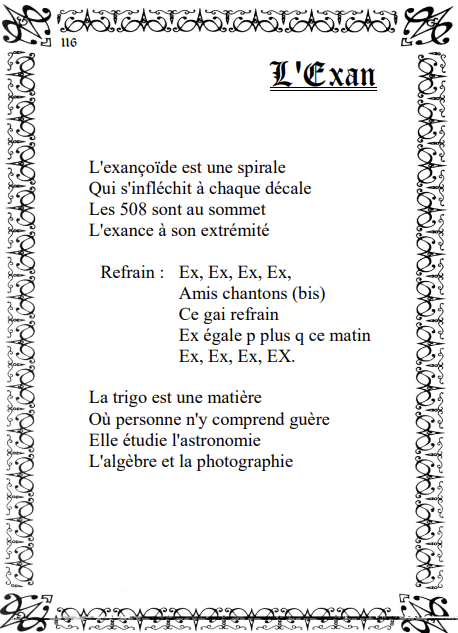 116
L'Exan
L'exançoïde est une spirale
Qui s'infléchit à chaque décale
Les 508 sont au sommet
L'exance à son extrémité
Refrain : Ex, Ex, Ex, Ex,
Amis chantons (bis)
Ce gai refrain
Ex égale p plus q ce matin
Ex, Ex, Ex, EX.
La trigo est une matière
Où personne n'y comprend guère
Elle étudie l'astronomie
L'algèbre et la photographie